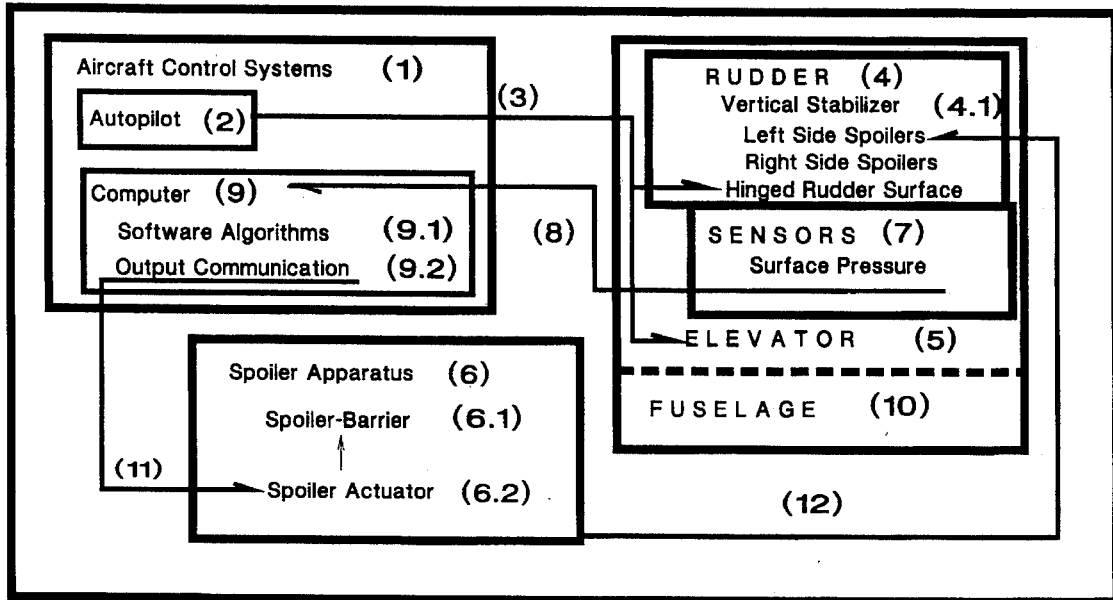 Aircraft Control Systems (1)
Autopilot (2)
(3)
Computer (9)
Software Algorithms (9.1)
Output Communication (9.2)
(8)
RUDDER (4)
Vertical Stabilizer (4.1)
Left Side Spoilers
Right Side Spoilers
Hinged Rudder Surface
SENSORS (7)
Surface Pressure
ELEVATOR (5)
FUSELAGE (10)
Spoiler Apparatus (6)
Spoiler-Barrier (6.1)
Spoiler Actuator (6.2)
(11)
(12)